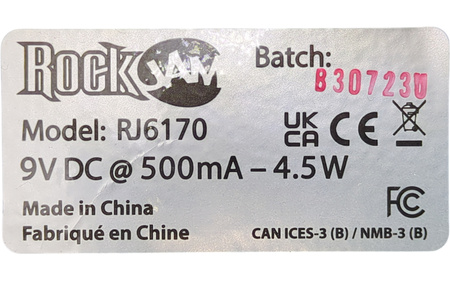 RockJAM
Batch:
B307230
Model: RJ6170
UK CA CE
9V DC @ 500mA – 4.5W
Made in China
FC
Fabriqué en Chine
CAN ICES-3 (B) / NMB-3 (B)